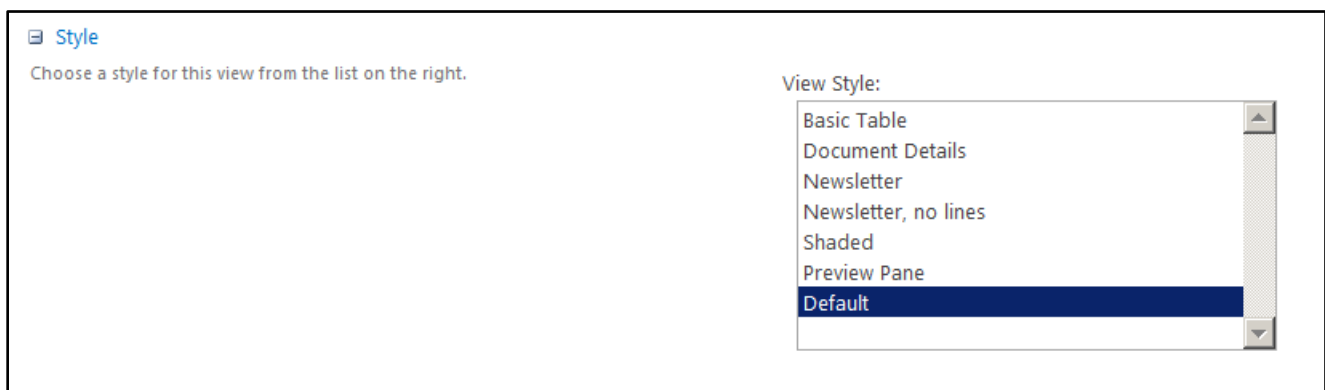 Style
Choose a style for this view from the list on the right.
View Style:
Basic Table
Document Details
Newsletter
Newsletter, no lines
Shaded
Preview Pane
Default